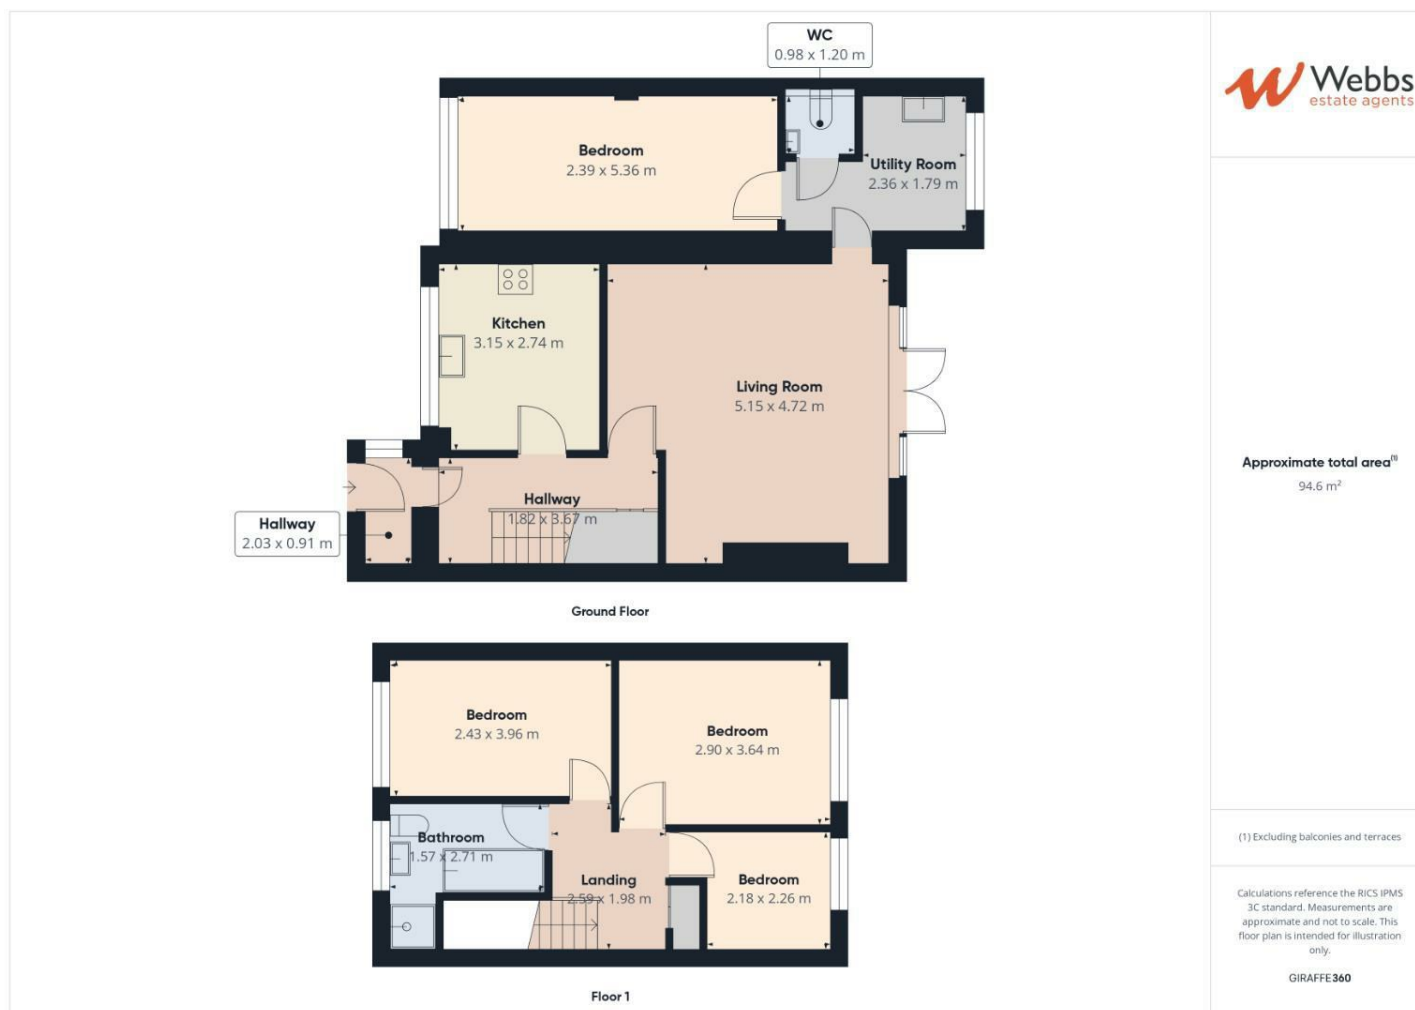 WC
0.98 x 1.20 m
Bedroom
2.39 x 5.36 m
Utility Room
2.36 x 1.79 m
Kitchen
3.15 x 2.74 m
Living Room
5.15 x 4.72 m
Hallway
1.82 x 3.67 m
Hallway
2.03 x 0.91 m
Ground Floor
Bedroom
2.43 x 3.96 m
Bedroom
2.90 x 3.64 m
Bathroom
1.57 x 2.71 m
Landing
2.59 x 1.98 m
Bedroom
2.18 x 2.26 m
Floor 1
Webbs
estate agents
Approximate total area⁽¹⁾
94.6 m²
(1) Excluding balconies and terraces
Calculations reference the RICS IPMS
3C standard. Measurements are
approximate and not to scale. This
floor plan is intended for illustration
only.
GIRAFFE360